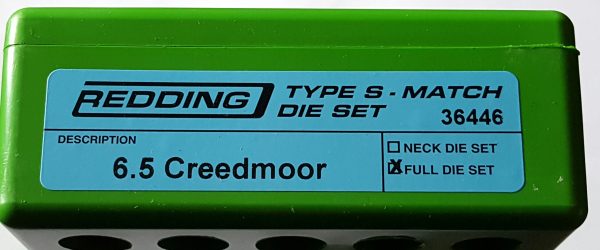 REDDING TYPE S - MATCH
DIE SET 36446
DESCRIPTION
6.5 Creedmoor
☐ NECK DIE SET
☒ FULL DIE SET